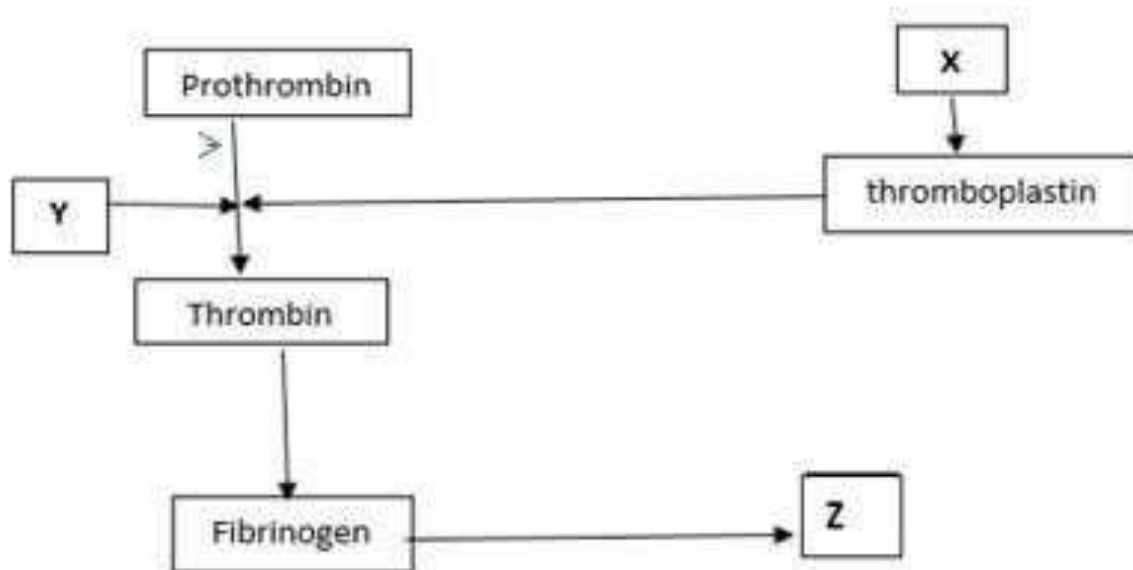 Prothrombin
X
thromboplastin
Y
Thrombin
Fibrinogen
Z